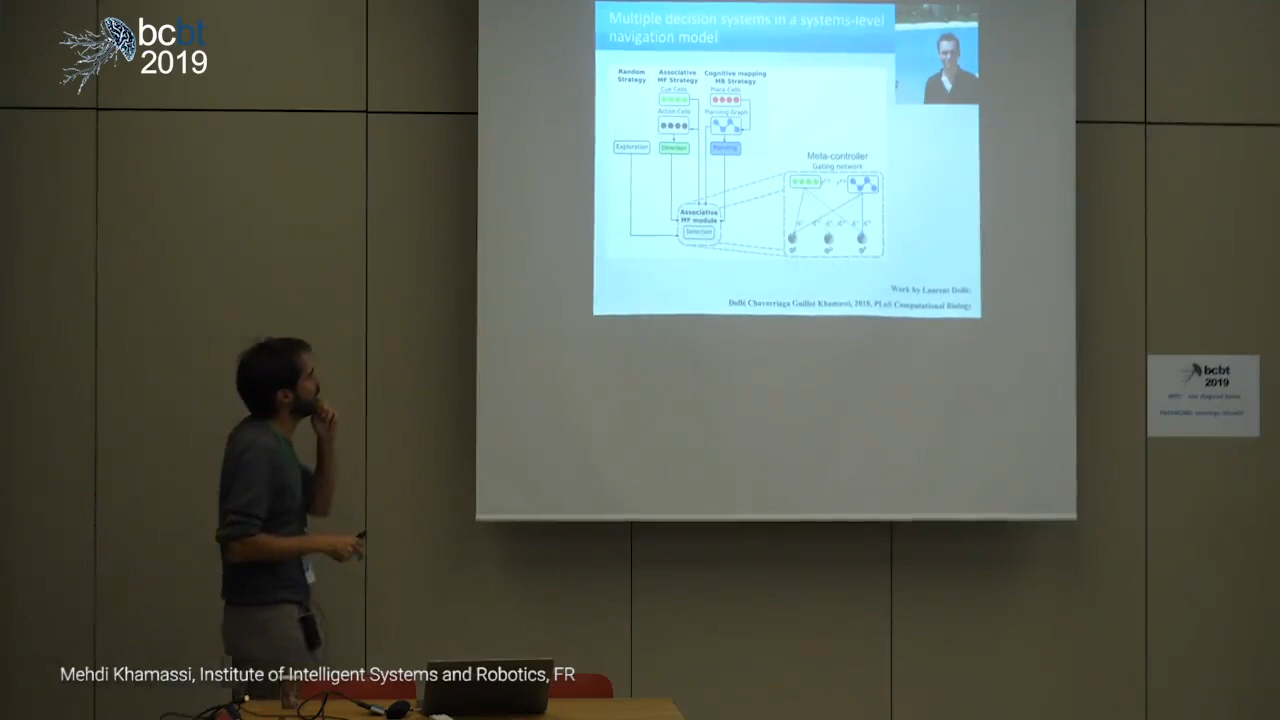 bcbt
2019
Multiple decision systems in a systems-level
navigation model
Random
Strategy
Associative
MF Strategy
Cognitive mapping
MB Strategy
Cue Cells
Place Cells
Action Cells
Planning Graph
Exploration
Direction
Planning
Meta-controller
Gating network
Associative
MF module
Selection
Work by Laurent Dollé:
Dollé Chavarriaga Guillot Khamassi, 2018, PLoS Computational Biology
bcbt
2019
Mehdi Khamassi, Institute of Intelligent Systems and Robotics, FR